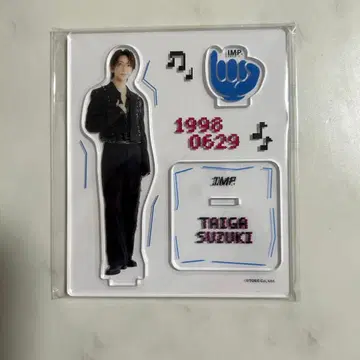 IMP.
1998
0629
IMP.
TAIGA
SUZUKI